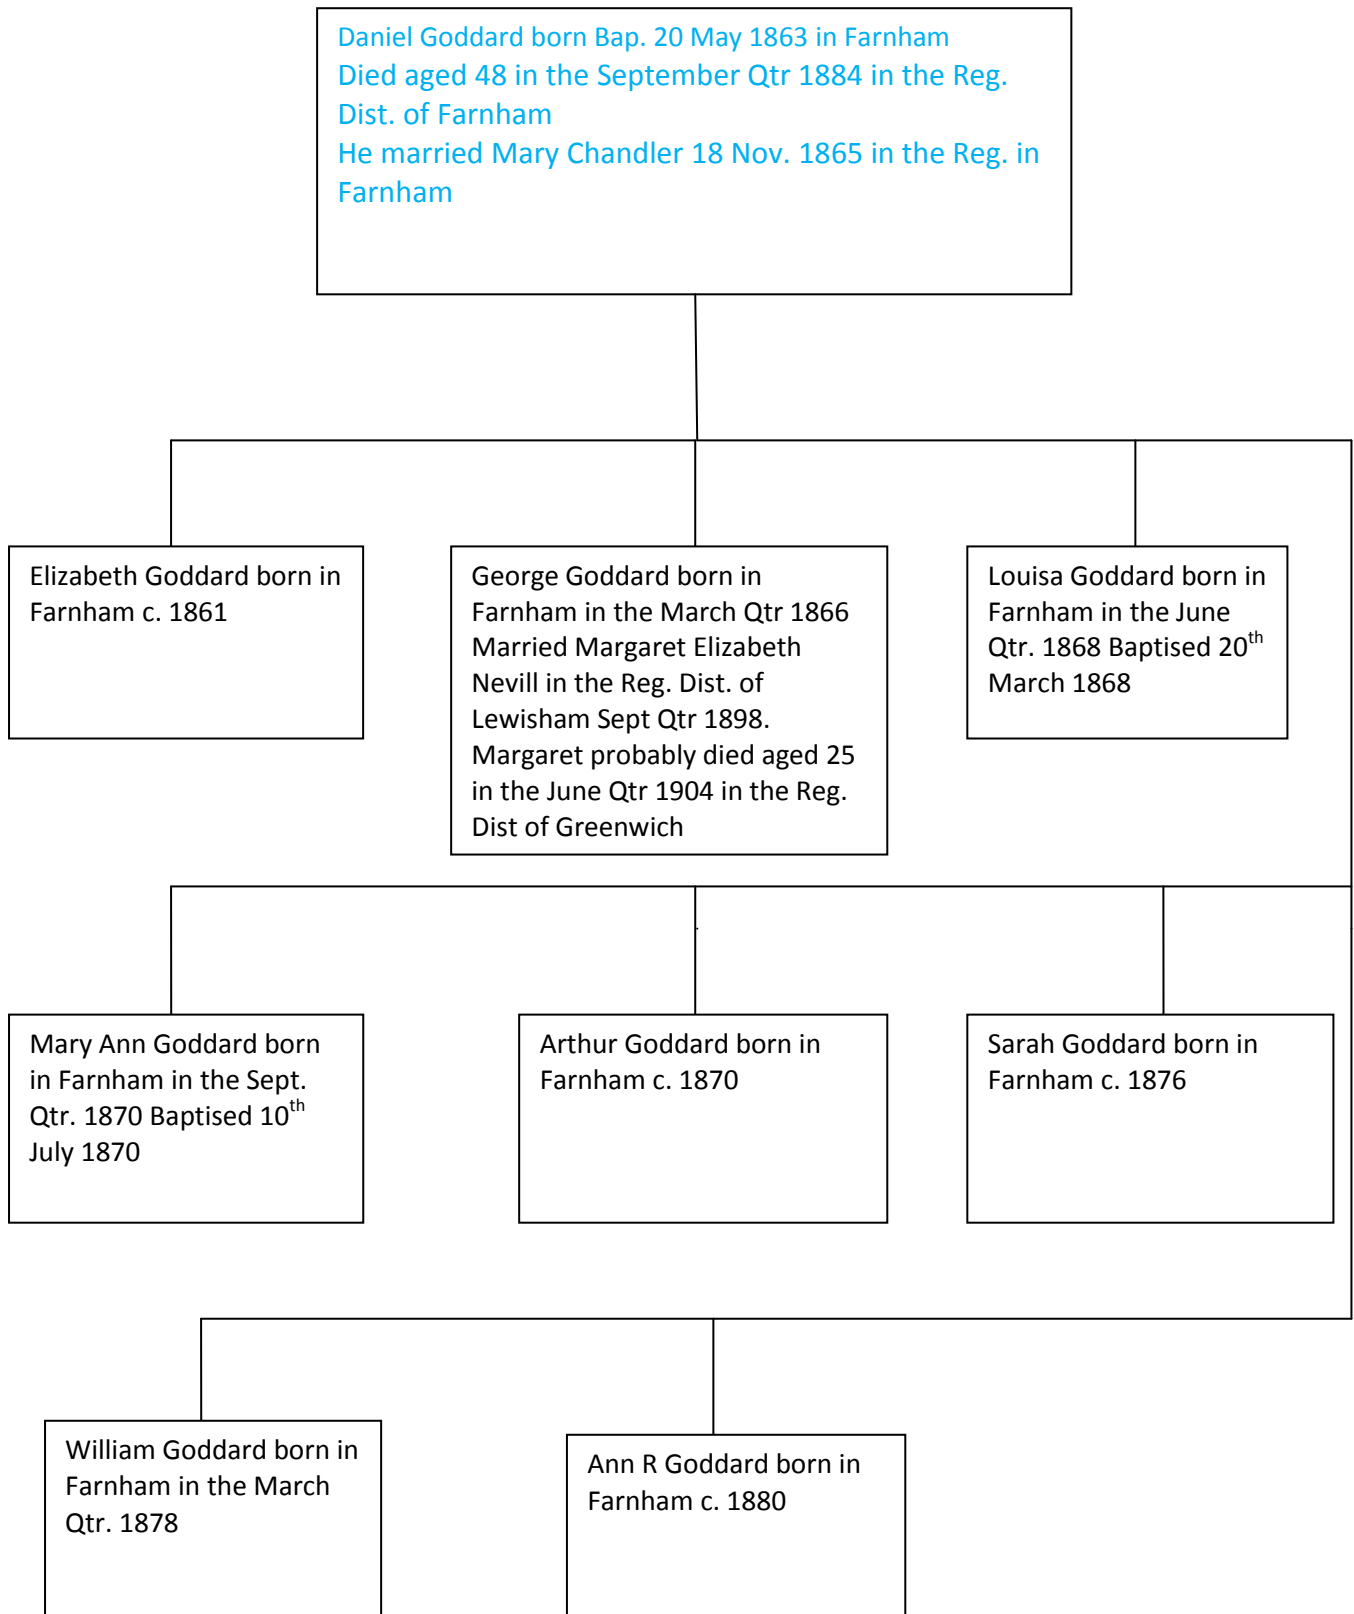 Daniel Goddard born Bap. 20 May 1863 in Farnham
Died aged 48 in the September Qtr 1884 in the Reg.
Dist. of Farnham
He married Mary Chandler 18 Nov. 1865 in the Reg. in
Farnham
Elizabeth Goddard born in
Farnham c. 1861
George Goddard born in
Farnham in the March Qtr 1866
Married Margaret Elizabeth
Nevill in the Reg. Dist. of
Lewisham Sept Qtr 1898.
Margaret probably died aged 25
in the June Qtr 1904 in the Reg.
Dist of Greenwich
Louisa Goddard born in
Farnham in the June
Qtr. 1868 Baptised 20th
March 1868
Mary Ann Goddard born
in Farnham in the Sept.
Qtr. 1870 Baptised 10th
July 1870
Arthur Goddard born in
Farnham c. 1870
Sarah Goddard born in
Farnham c. 1876
William Goddard born in
Farnham in the March
Qtr. 1878
Ann R Goddard born in
Farnham c. 1880